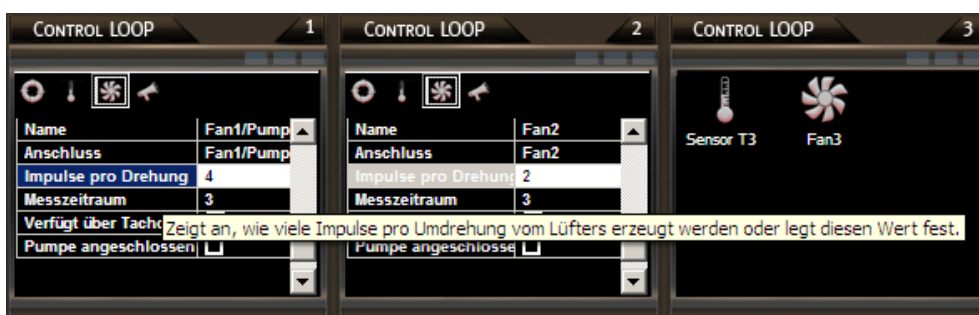 CONTROL LOOP 1
Name Fan1/Pump
Anschluss Fan1/Pump
Impulse pro Drehung 4
Messzeitraum 3
Verfügt über Tacho
Pumpe angeschlossen
CONTROL LOOP 2
Name Fan2
Anschluss Fan2
Impulse pro Drehung 2
Messzeitraum 3
Pumpe angeschlosse
Zeigt an, wie viele Impulse pro Umdrehung vom Lüfters erzeugt werden oder legt diesen Wert fest.
CONTROL LOOP 3
Sensor T3 Fan3